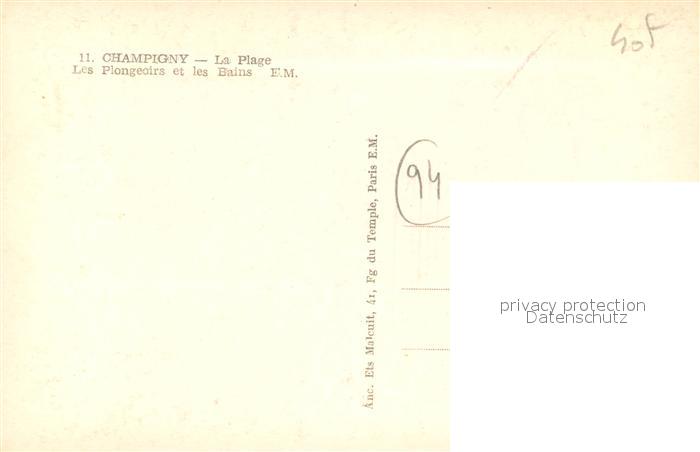 11. CHAMPIGNY — La Plage
Les Plongeoirs et les Bains E.M.
Anc. Ets Malcuit, 41, Fg du Temple, Paris E.M.
94
privacy protection
Datenschutz